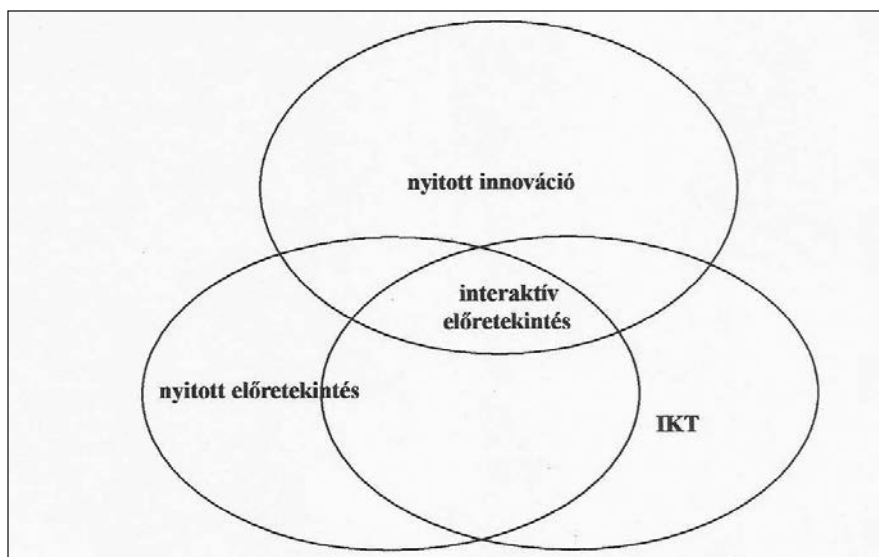 nyitott innováció
interaktív
előretekintés
nyitott előretekintés
IKT